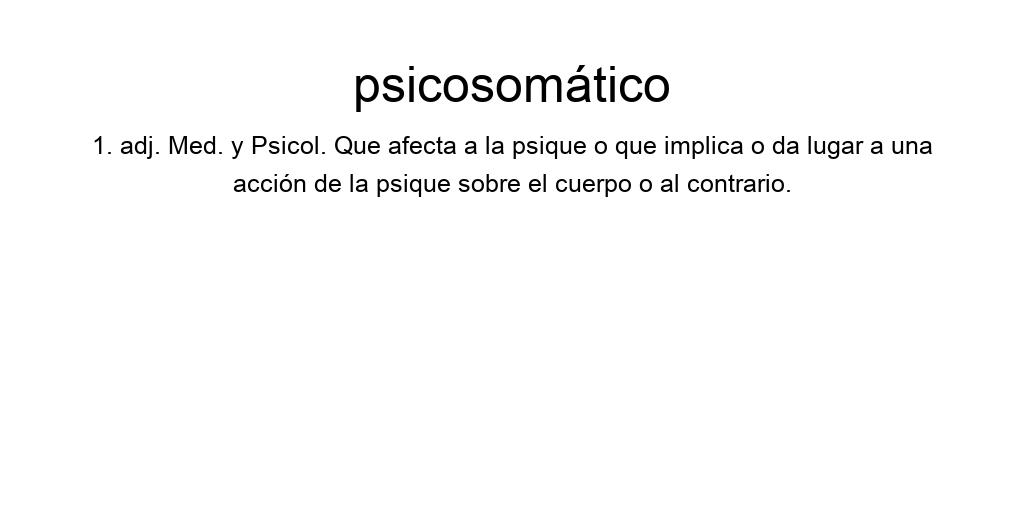 psicosomático
1. adj. Med. y Psicol. Que afecta a la psique o que implica o da lugar a una
acción de la psique sobre el cuerpo o al contrario.